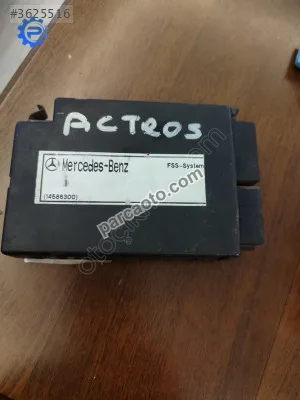 #3625516
ACTROS
Mercedes-Benz
FSS-System
(14586300)
parcaoto.com